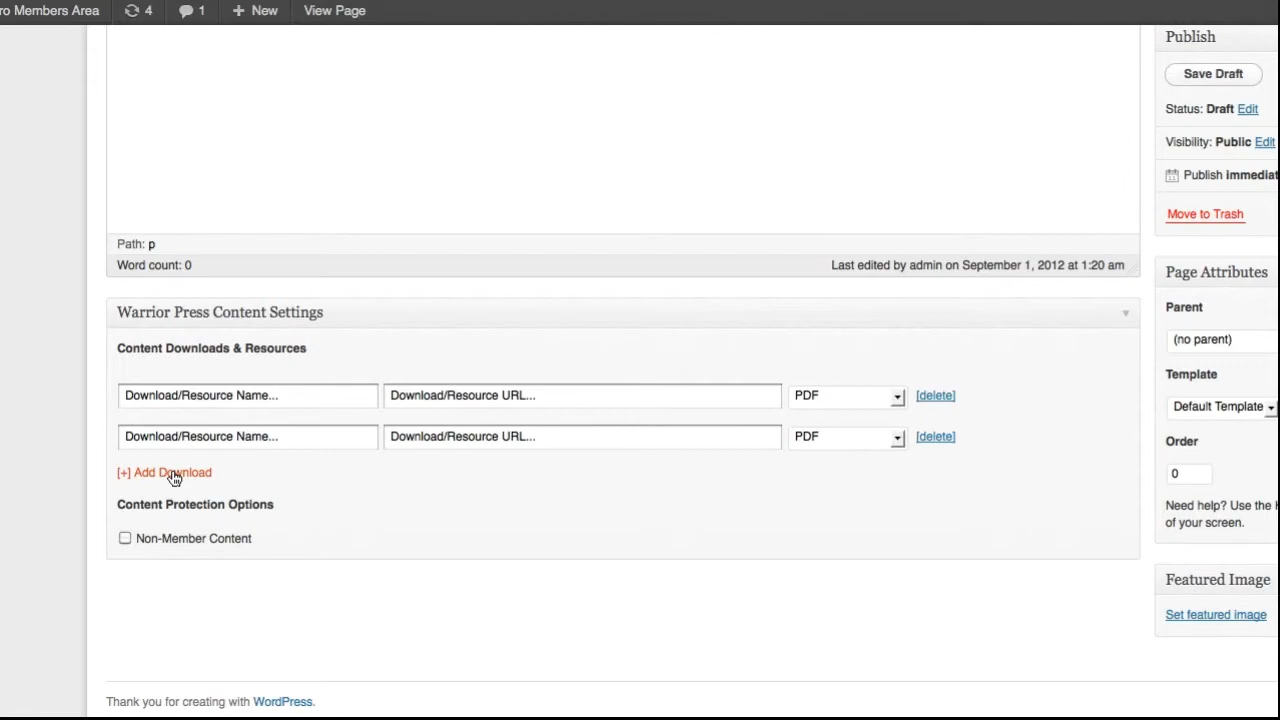 ro Members Area 4 1 + New View Page
Publish
Save Draft
Status: Draft Edit
Visibility: Public Edit
Publish immediat
Move to Trash
Path: p
Word count: 0 Last edited by admin on September 1, 2012 at 1:20 am
Warrior Press Content Settings
Content Downloads & Resources
Download/Resource Name... Download/Resource URL... PDF [delete]
Download/Resource Name... Download/Resource URL... PDF [delete]
[+] Add Download
Content Protection Options
Non-Member Content
Page Attributes
Parent
(no parent)
Template
Default Template
Order
0
Need help? Use the H
of your screen.
Featured Image
Set featured image
Thank you for creating with WordPress.